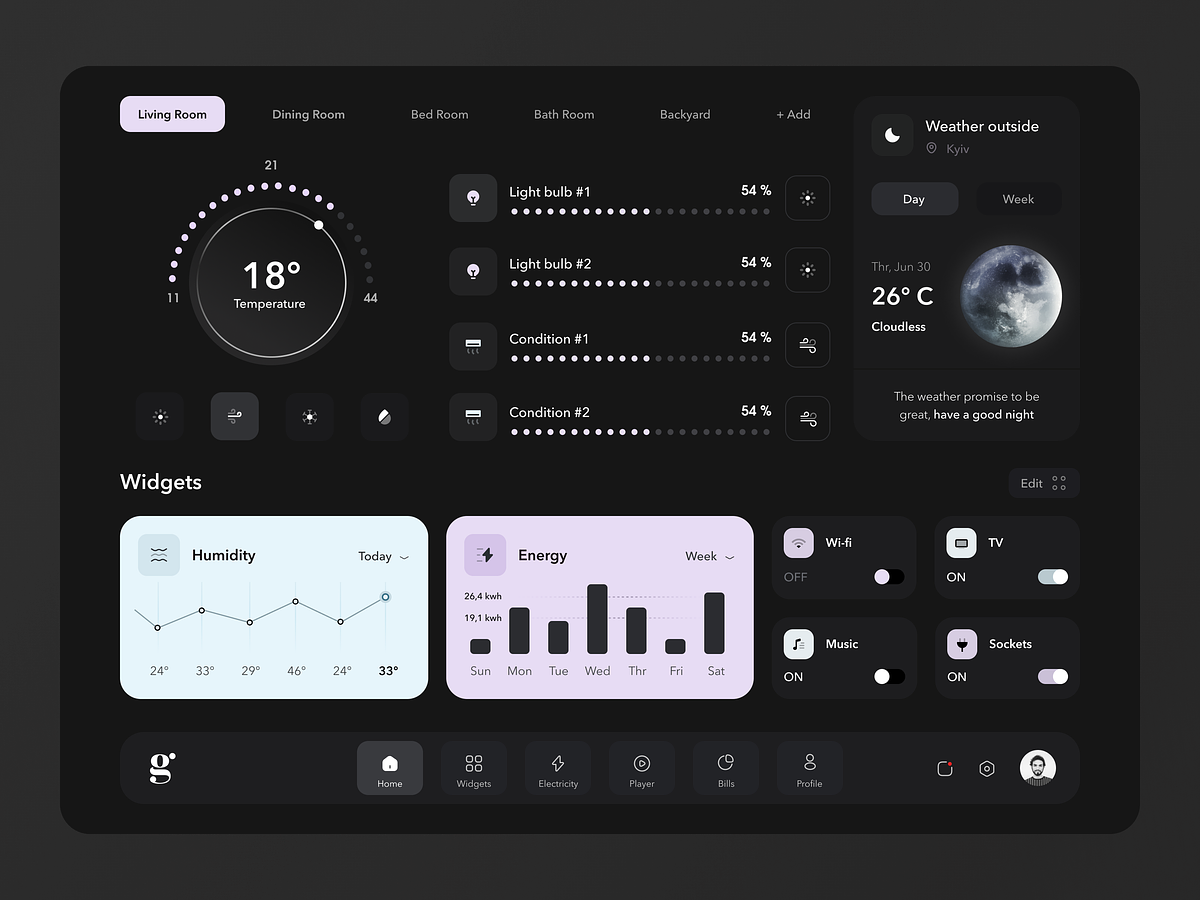 Living Room
Dining Room
Bed Room
Bath Room
Backyard
+ Add
21
11
44
18°
Temperature
Light bulb #1
54 %
Light bulb #2
54 %
Condition #1
54 %
Condition #2
54 %
Weather outside
Kyiv
Day
Week
Thr, Jun 30
26° C
Cloudless
The weather promise to be
great, have a good night
Widgets
Edit
Humidity
Today
24°
33°
29°
46°
24°
33°
Energy
Week
26,4 kwh
19,1 kwh
Sun
Mon
Tue
Wed
Thr
Fri
Sat
Wi-fi
OFF
TV
ON
Music
ON
Sockets
ON
g
Home
Widgets
Electricity
Player
Bills
Profile